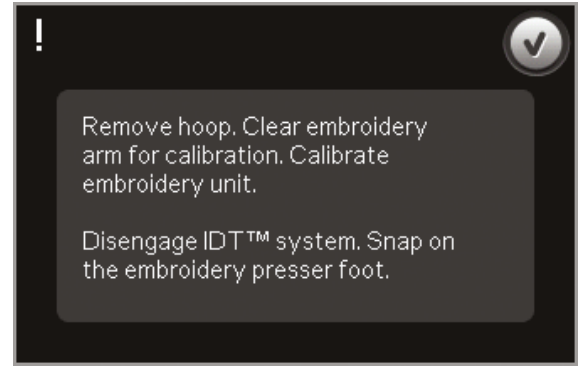 !
Remove hoop. Clear embroidery
arm for calibration. Calibrate
embroidery unit.
Disengage IDT™ system. Snap on
the embroidery presser foot.